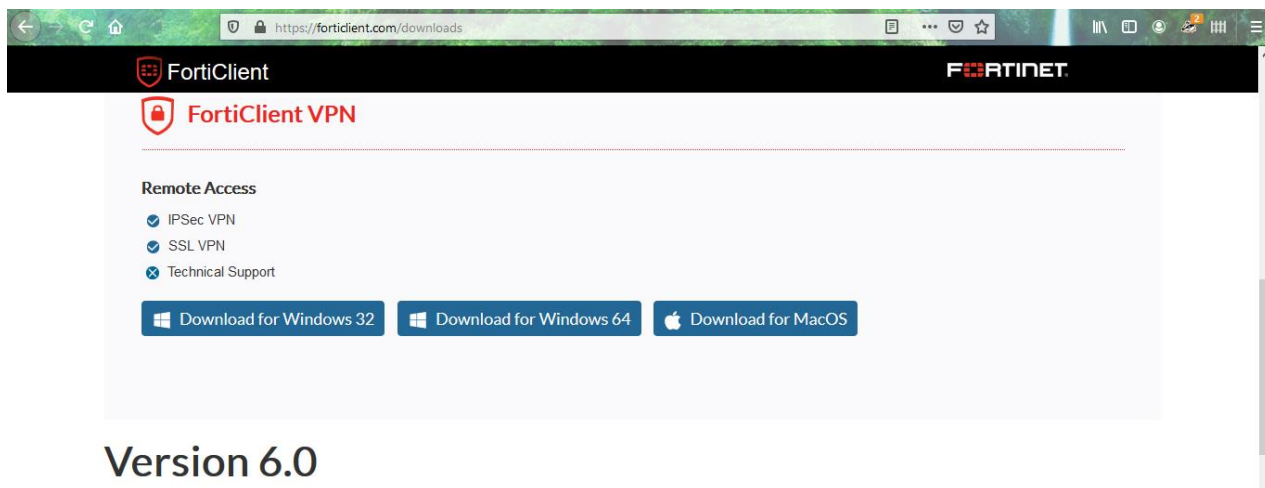 https://forticlient.com/downloads
2
FortiClient
FORTINET
FortiClient VPN
Remote Access
IPSec VPN
SSL VPN
Technical Support
Download for Windows 32
Download for Windows 64
Download for MacOS
Version 6.0